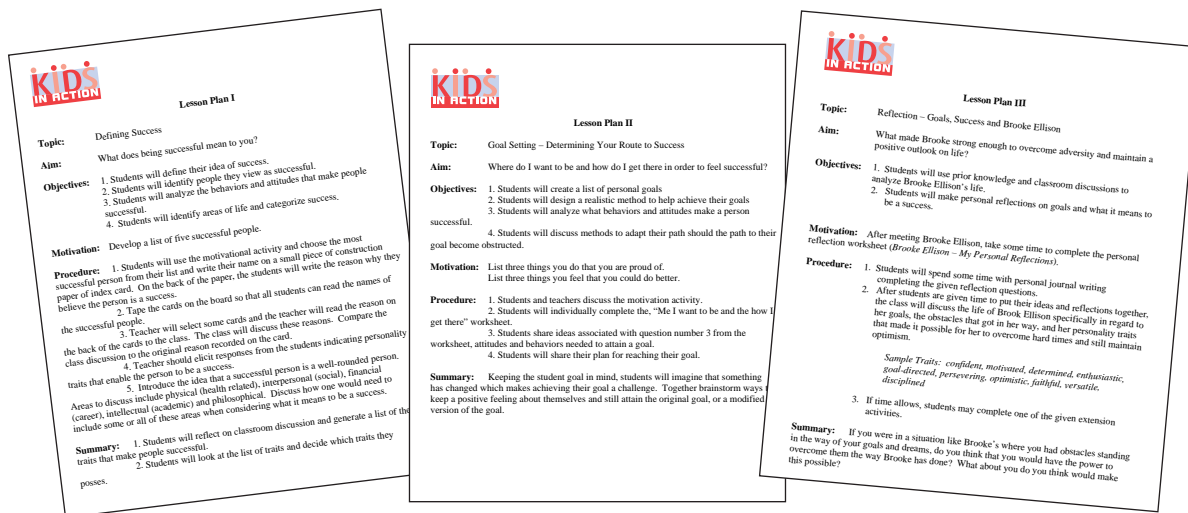 KIDS
IN ACTION
Lesson Plan I
Topic: Defining Success
Aim: What does being successful mean to you?
Objectives: 1. Students will define their idea of success.
2. Students will identify people they view as successful.
3. Students will analyze the behaviors and attitudes that make people
successful.
4. Students will identify areas of life and categorize success.
Motivation: Develop a list of five successful people.
Procedure: 1. Students will use the motivational activity and choose the most
successful person from their list and write their name on a small piece of construction
paper of index card. On the back of the paper, the students will write the reason why they
believe the person is a success.
2. Tape the cards on the board so that all students can read the names of
the successful people.
3. Teacher will select some cards and the teacher will read the reason on
the back of the cards to the class. The class will discuss these reasons. Compare the
class discussion to the original reason recorded on the card.
4. Teacher should elicit responses from the students indicating personality
traits that enable the person to be a success.
5. Introduce the idea that a successful person is a well-rounded person.
Areas to discuss include physical (health related), interpersonal (social), financial
(career), intellectual (academic) and philosophical. Discuss how one would need to
include some or all of these areas when considering what it means to be a success.
Summary: 1. Students will reflect on classroom discussion and generate a list of the
traits that make people successful.
2. Students will look at the list of traits and decide which traits they
posses.
KIDS
IN ACTION
Lesson Plan II
Topic: Goal Setting – Determining Your Route to Success
Aim: Where do I want to be and how do I get there in order to feel successful?
Objectives: 1. Students will create a list of personal goals
2. Students will design a realistic method to help achieve their goals
3. Students will analyze what behaviors and attitudes make a person
successful.
4. Students will discuss methods to adapt their path should the path to their
goal become obstructed.
Motivation: List three things you do that you are proud of.
List three things you feel that you could do better.
Procedure: 1. Students and teachers discuss the motivation activity.
2. Students will individually complete the, “Me I want to be and the how I
get there” worksheet.
3. Students share ideas associated with question number 3 from the
worksheet, attitudes and behaviors needed to attain a goal.
4. Students will share their plan for reaching their goal.
Summary: Keeping the student goal in mind, students will imagine that something
has changed which makes achieving their goal a challenge. Together brainstorm ways
keep a positive feeling about themselves and still attain the original goal, or a modified
version of the goal.
KIDS
IN ACTION
Lesson Plan III
Topic: Reflection – Goals, Success and Brooke Ellison
Aim: What made Brooke strong enough to overcome adversity and maintain a
positive outlook on life?
Objectives: 1. Students will use prior knowledge and classroom discussions to
analyze Brooke Ellison's life.
2. Students will make personal reflections on goals and what it means to
be a success.
Motivation: After meeting Brooke Ellison, take some time to complete the personal
reflection worksheet (Brooke Ellison – My Personal Reflections).
Procedure: 1. Students will spend some time with personal journal writing
completing the given reflection questions.
2. After students are given time to put their ideas and reflections together,
the class will discuss the life of Brook Ellison specifically in regard to
her goals, the obstacles that got in her way, and her personality traits
that made it possible for her to overcome hard times and still maintain
optimism.
Sample Traits: confident, motivated, determined, enthusiastic,
goal-directed, persevering, optimistic, faithful, versatile,
disciplined
3. If time allows, students may complete one of the given extension
activities.
Summary: If you were in a situation like Brooke's where you had obstacles standing
in the way of your goals and dreams, do you think that you would have the power to
overcome them the way Brooke has done? What about you do you think would make
this possible?